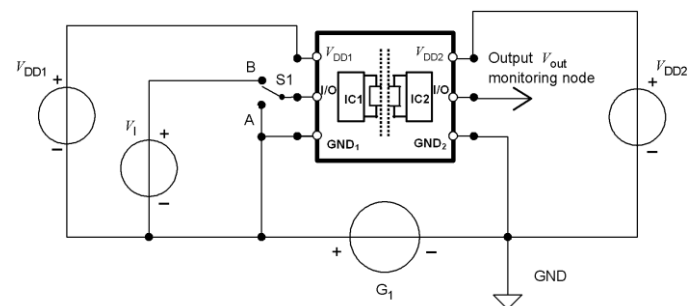 VDD1
+
−
B
S1
VI
+
−
A
VDD1
I/O
IC1
GND1
VDD2
I/O
IC2
GND2
Output Vout
monitoring node
VDD2
+
−
+
−
G1
GND